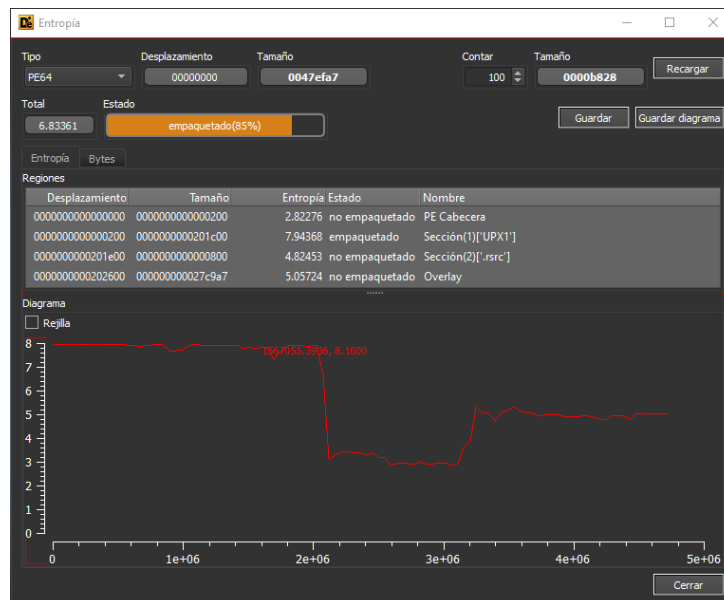 Entropía
Tipo Desplazamiento Tamaño Contar Tamaño
PE64 00000000 0047efa7 100 0000b828 Recargar
Total Estado
6.83361 empaquetado(85%) Guardar Guardar diagrama
Entropía Bytes
Regiones
Desplazamiento Tamaño Entropía Estado Nombre
0000000000000000 0000000000000200 2.82276 no empaquetado PE Cabecera
0000000000000200 0000000000201c00 7.94368 empaquetado Sección(1)['UPX1']
0000000000201e00 0000000000000800 4.82453 no empaquetado Sección(2)['.rsrc']
0000000000202600 000000000027c9a7 5.05724 no empaquetado Overlay
Diagrama
Rejilla
8
7
6
5
4
3
2
1
0
0 1e+06 2e+06 3e+06 4e+06 5e+06
Cerrar